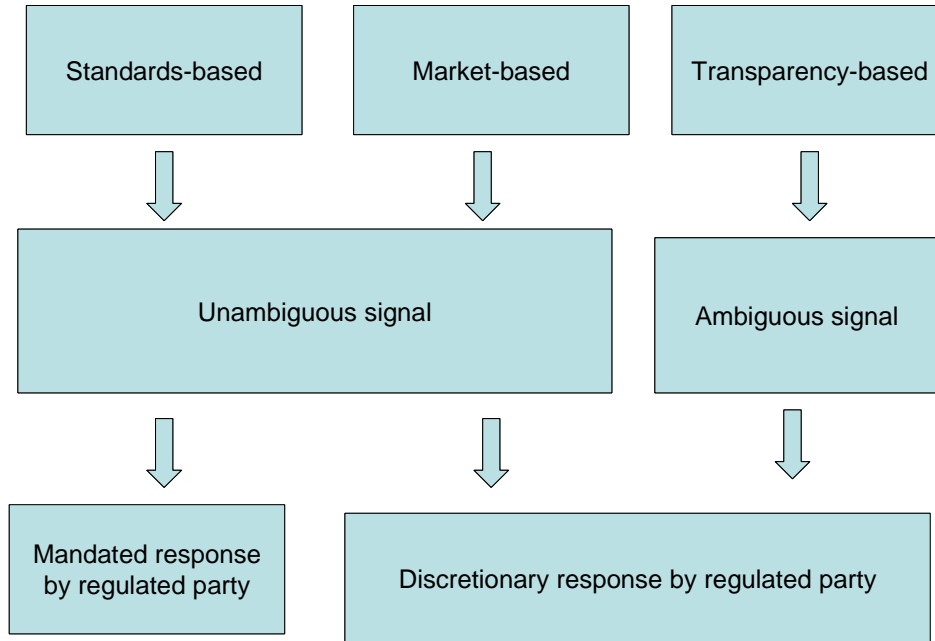 Standards-based
Market-based
Transparency-based
Unambiguous signal
Ambiguous signal
Mandated response
by regulated party
Discretionary response by regulated party